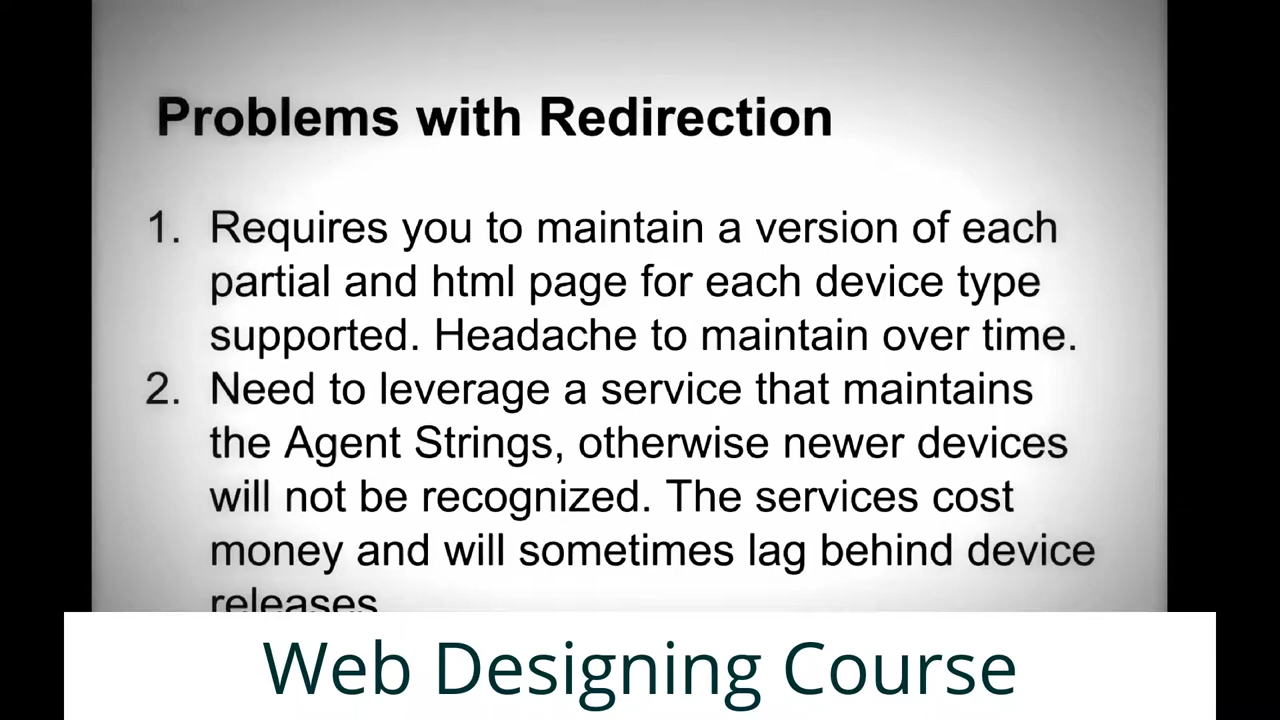 Problems with Redirection
1. Requires you to maintain a version of each
partial and html page for each device type
supported. Headache to maintain over time.
2. Need to leverage a service that maintains
the Agent Strings, otherwise newer devices
will not be recognized. The services cost
money and will sometimes lag behind device
releases
Web Designing Course